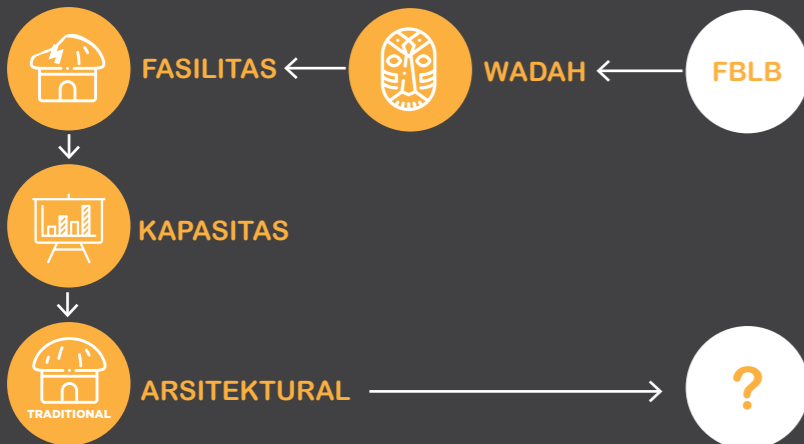 FASILITAS
WADAH
FBLB
KAPASITAS
TRADITIONAL
ARSITEKTURAL
?